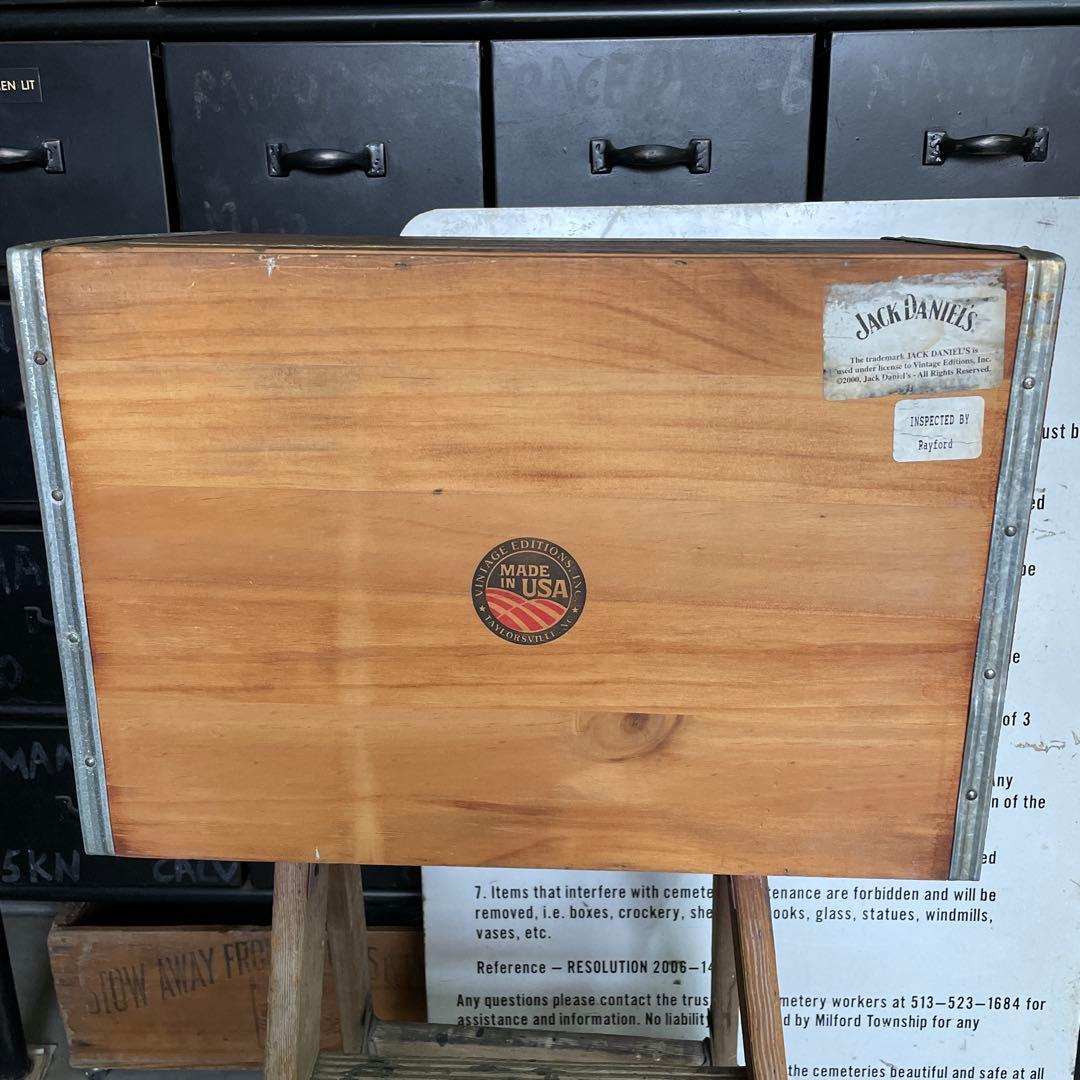 EN LIT
JACK DANIEL'S
The trademark JACK DANIEL'S is
used under license to Vintage Editions, Inc.
©2000, Jack Daniel's - All Rights Reserved.
INSPECTED BY
Rayford
VINTAGE EDITIONS, INC.
MADE
IN USA
TAYLORSVILLE, NC
ust b
ed
be
e
of 3
Any
n of the
ed
MAN
5KN
CALV
STOW AWAY FRO
7. Items that interfere with cemete tenance are forbidden and will be
removed, i.e. boxes, crockery, she ooks, glass, statues, windmills,
vases, etc.
Reference – RESOLUTION 2006–14
Any questions please contact the trus metery workers at 513–523–1684 for
assistance and information. No liability d by Milford Township for any
the cemeteries beautiful and safe at all